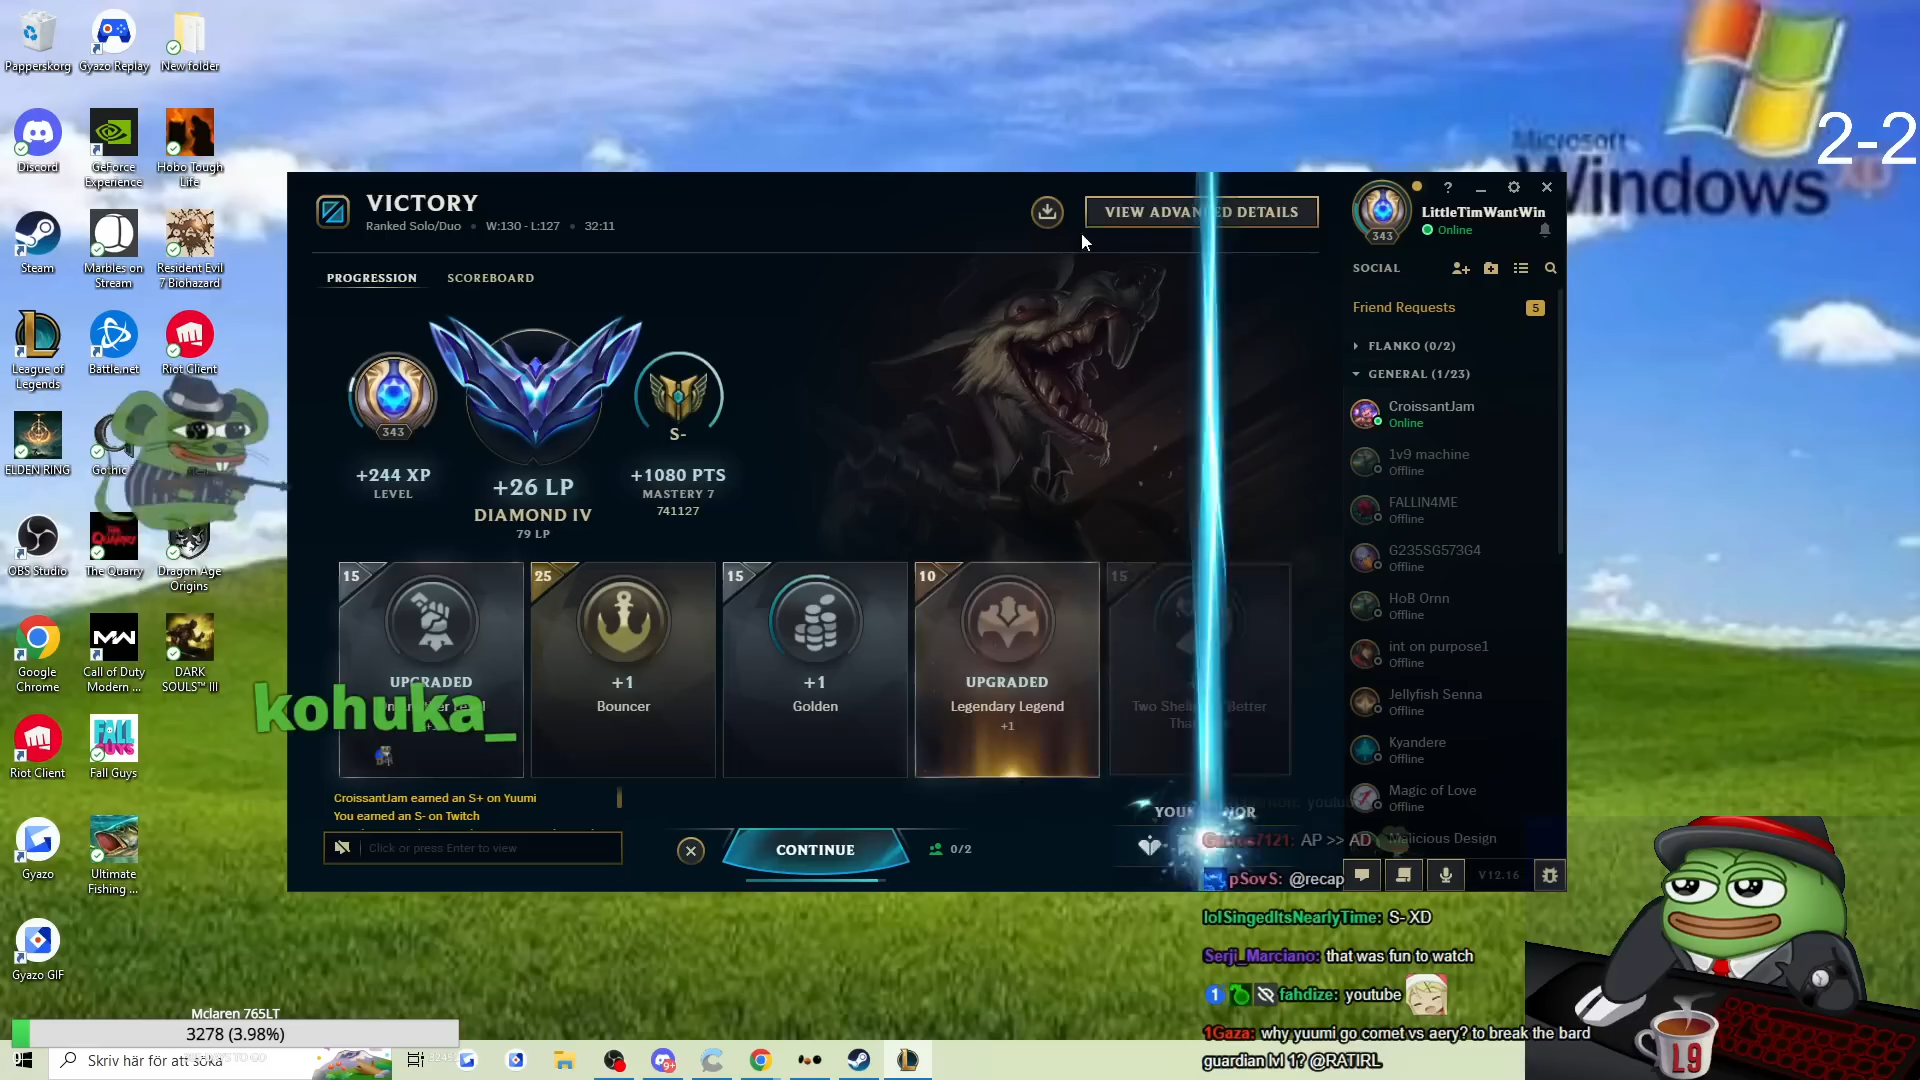 Papperskorg
Gyazo Replay
New folder
Discord
GeForce
Experience
Hobo Tough
Life
Steam
Marbles on
Stream
Resident Evil
7 Biohazard
League of
Legends
Battle.net
Riot Client
ELDEN RING
Gothic
OBS Studio
The Quarry
Dragon Age
Origins
Google
Chrome
Call of Duty
Modern ...
DARK
SOULS™ III
Riot Client
Fall Guys
Gyazo
Ultimate
Fishing ...
Gyazo GIF
Microsoft
Windows
2-2
VICTORY
Ranked Solo/Duo • W:130 - L:127 • 32:11
VIEW ADVANCED DETAILS
PROGRESSION
SCOREBOARD
343
+244 XP
LEVEL
+26 LP
DIAMOND IV
79 LP
S-
+1080 PTS
MASTERY 7
741127
15
UPGRADED
25
+1
Bouncer
15
+1
Golden
10
UPGRADED
Legendary Legend
+1
15
Two Better
kohuka_
CroissantJam earned an S+ on Yuumi
You earned an S- on Twitch
Click or press Enter to view
CONTINUE
0/2
343
LittleTimWantWin
Online
SOCIAL
Friend Requests
5
FLANKO (0/2)
GENERAL (1/23)
CroissantJam
Online
1v9 machine
Offline
FALLIN4ME
Offline
G235SG573G4
Offline
HoB Ornn
Offline
int on purpose1
Offline
Jellyfish Senna
Offline
Kyandere
Offline
Magic of Love
Offline
Malicious Design
V12.16
AP >> AD
pSovS: @recap
lolSingedItsNearlyTime: S- XD
Serji_Marciano: that was fun to watch
fahdize: youtube
1Gaza: why yuumi go comet vs aery? to break the bard
guardian lvl 1? @RATIRL
L9
Mclaren 765LT
3278 (3.98%)
Skriv här för att söka